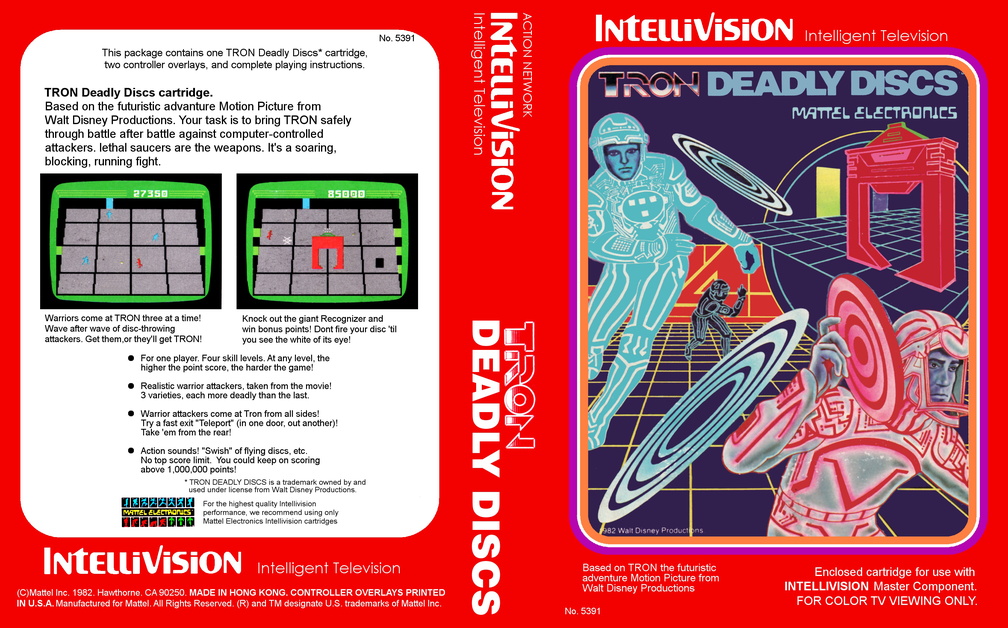 No. 5391
This package contains one TRON Deadly Discs* cartridge,
two controller overlays, and complete playing instructions.
TRON Deadly Discs cartridge.
Based on the futuristic adventure Motion Picture from
Walt Disney Productions. Your task is to bring TRON safely
through battle after battle against computer-controlled
attackers. lethal saucers are the weapons. It's a soaring,
blocking, running fight.
27350
85000
Warriors come at TRON three at a time!
Wave after wave of disc-throwing
attackers. Get them,or they'll get TRON!
Knock out the giant Recognizer and
win bonus points! Dont fire your disc 'til
you see the white of its eye!
● For one player. Four skill levels. At any level, the
higher the point score, the harder the game!
● Realistic warrior attackers, taken from the movie!
3 varieties, each more deadly than the last.
● Warrior attackers come at Tron from all sides!
Try a fast exit "Teleport" (in one door, out another)!
Take 'em from the rear!
● Action sounds! "Swish" of flying discs, etc.
No top score limit. You could keep on scoring
above 1,000,000 points!
* TRON DEADLY DISCS is a trademark owned by and
used under license from Walt Disney Productions.
MATTEL ELECTRONICS
For the highest quality Intellivision
performance, we recommend using only
Mattel Electronics Intellivision cartridges
INTELLIVISION Intelligent Television
(C)Mattel Inc. 1982. Hawthorne. CA 90250. MADE IN HONG KONG. CONTROLLER OVERLAYS PRINTED
IN U.S.A. Manufactured for Mattel. All Rights Reserved. (R) and TM designate U.S. trademarks of Mattel Inc.
ACTION NETWORK
INTELLIVISION
Intelligent Television
TRON
DEADLY DISCS
INTELLIVISION Intelligent Television
TRON DEADLY DISCS
MATTEL ELECTRONICS
1982 Walt Disney Productions
Based on TRON the futuristic
adventure Motion Picture from
Walt Disney Productions
No. 5391
Enclosed cartridge for use with
INTELLIVISION Master Component.
FOR COLOR TV VIEWING ONLY.